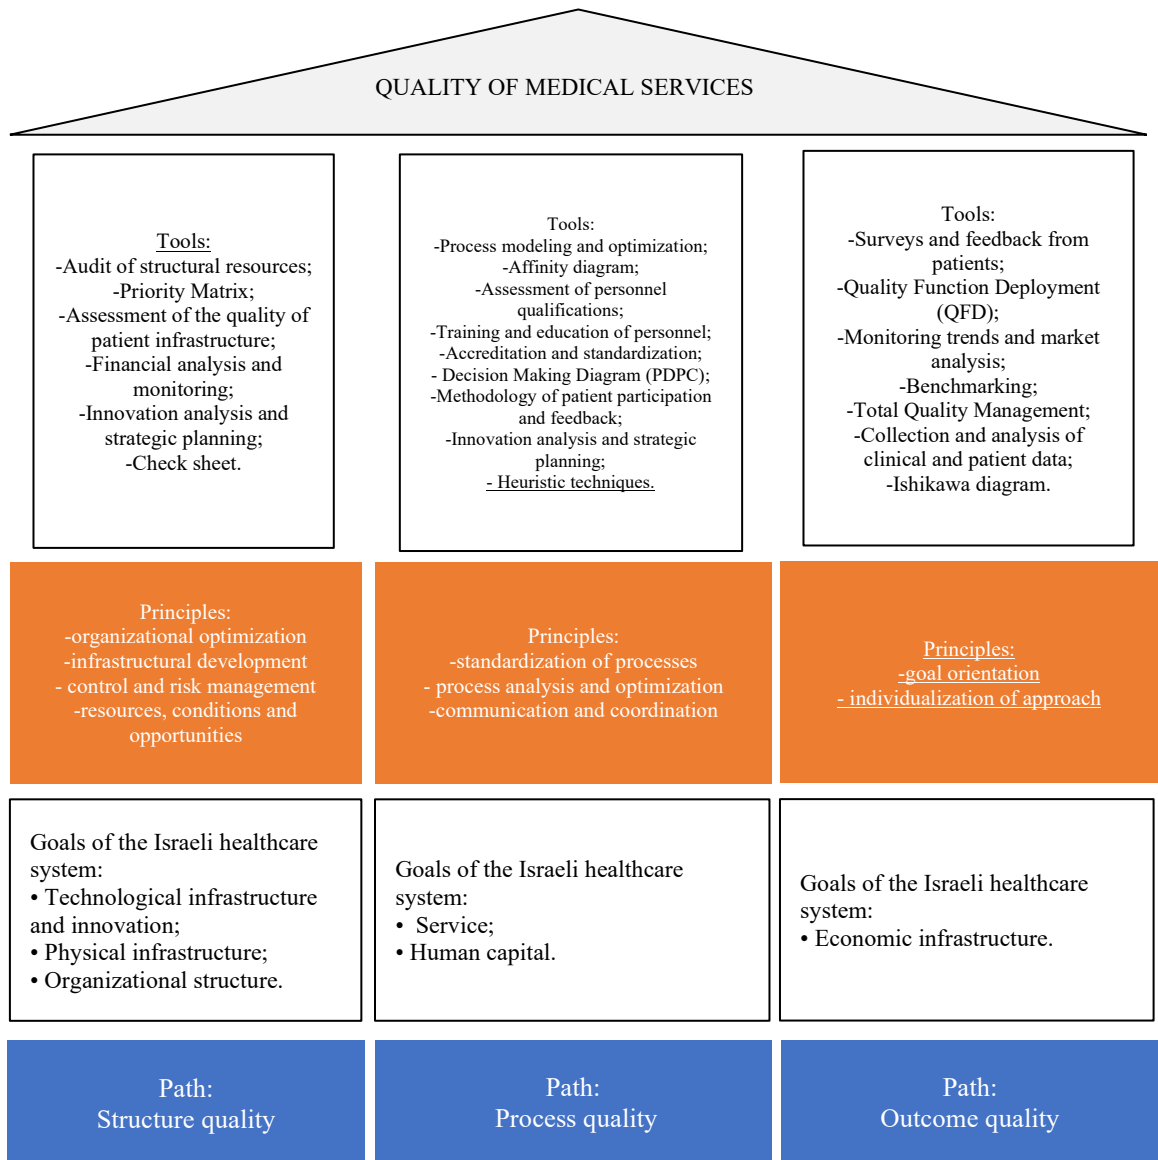 QUALITY OF MEDICAL SERVICES
Tools:
-Audit of structural resources;
-Priority Matrix;
-Assessment of the quality of
patient infrastructure;
-Financial analysis and
monitoring;
-Innovation analysis and
strategic planning;
-Check sheet.
Tools:
-Process modeling and optimization;
-Affinity diagram;
-Assessment of personnel
qualifications;
-Training and education of personnel;
-Accreditation and standardization;
- Decision Making Diagram (PDPC);
-Methodology of patient participation
and feedback;
-Innovation analysis and strategic
planning;
- Heuristic techniques.
Tools:
-Surveys and feedback from
patients;
-Quality Function Deployment
(QFD);
-Monitoring trends and market
analysis;
-Benchmarking;
-Total Quality Management;
-Collection and analysis of
clinical and patient data;
-Ishikawa diagram.
Principles:
-organizational optimization
-infrastructural development
- control and risk management
-resources, conditions and
opportunities
Principles:
-standardization of processes
- process analysis and optimization
-communication and coordination
Principles:
-goal orientation
- individualization of approach
Goals of the Israeli healthcare
system:
• Technological infrastructure
and innovation;
• Physical infrastructure;
• Organizational structure.
Goals of the Israeli healthcare
system:
• Service;
• Human capital.
Goals of the Israeli healthcare
system:
• Economic infrastructure.
Path:
Structure quality
Path:
Process quality
Path:
Outcome quality